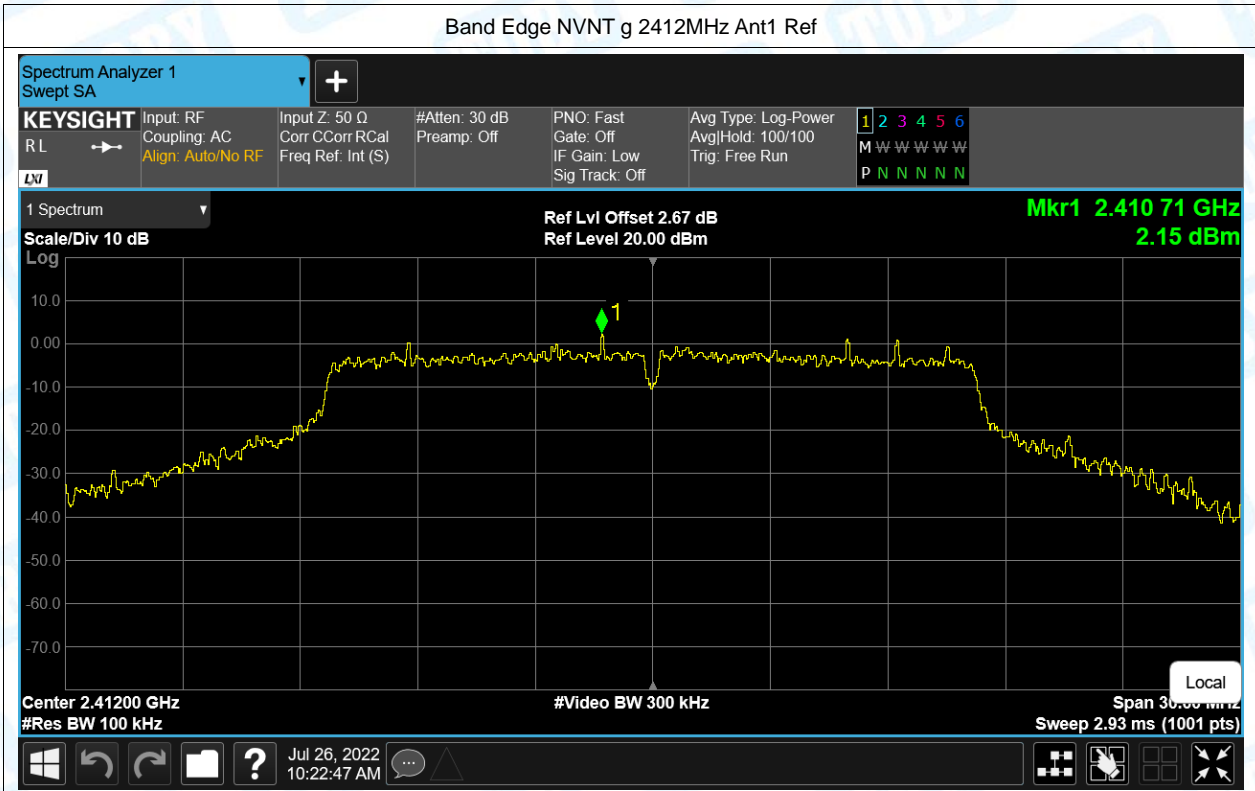 Band Edge NVNT g 2412MHz Ant1 Ref
Spectrum Analyzer 1
Swept SA
+
KEYSIGHT
RL
LXI
Input: RF
Coupling: AC
Align: Auto/No RF
Input Z: 50 Ω
Corr CCorr RCal
Freq Ref: Int (S)
#Atten: 30 dB
Preamp: Off
PNO: Fast
Gate: Off
IF Gain: Low
Sig Track: Off
Avg Type: Log-Power
Avg|Hold: 100/100
Trig: Free Run
1 2 3 4 5 6
M W W W W W
P N N N N N
1 Spectrum
Scale/Div 10 dB
Ref Lvl Offset 2.67 dB
Ref Level 20.00 dBm
Mkr1 2.410 71 GHz
2.15 dBm
Log
10.0
0.00
-10.0
-20.0
-30.0
-40.0
-50.0
-60.0
-70.0
1
Center 2.41200 GHz
#Res BW 100 kHz
#Video BW 300 kHz
Local
Span 30.00 MHz
Sweep 2.93 ms (1001 pts)
?
Jul 26, 2022
10:22:47 AM